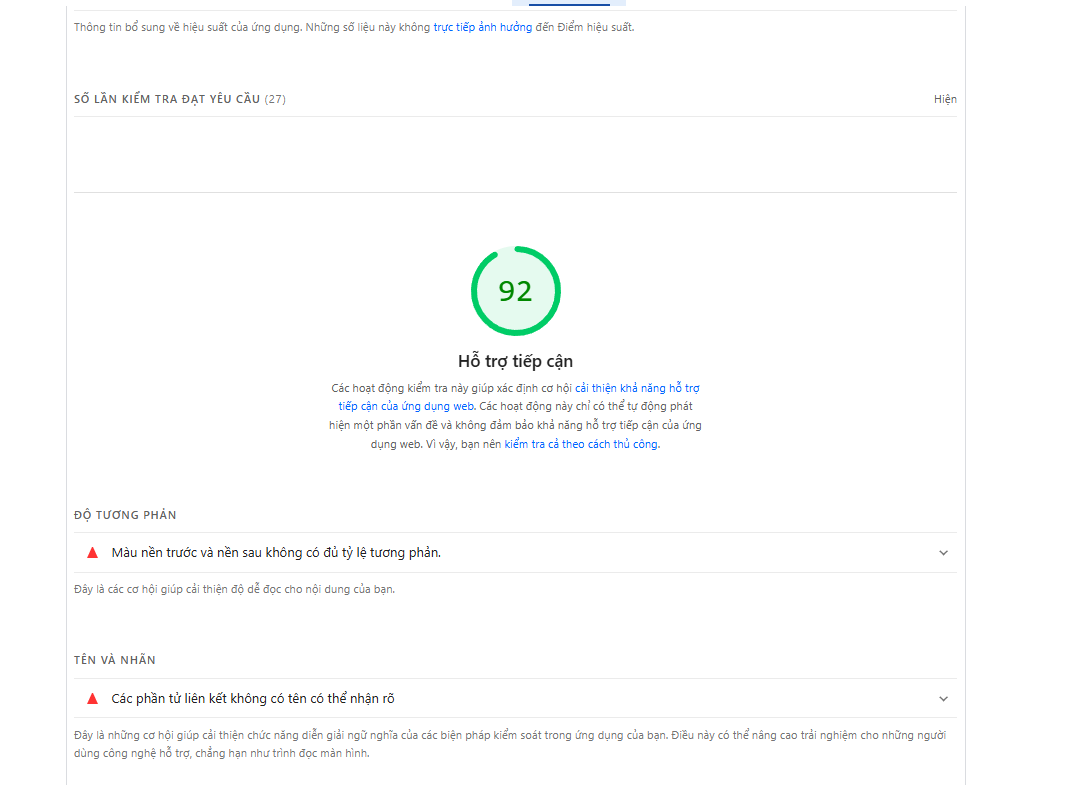 Thông tin bổ sung về hiệu suất của ứng dụng. Những số liệu này không trực tiếp ảnh hưởng đến Điểm hiệu suất.
SỐ LẦN KIỂM TRA ĐẠT YÊU CẦU (27)
Hiện
92
Hỗ trợ tiếp cận
Các hoạt động kiểm tra này giúp xác định cơ hội cải thiện khả năng hỗ trợ
tiếp cận của ứng dụng web. Các hoạt động này chỉ có thể tự động phát
hiện một phần vấn đề và không đảm bảo khả năng hỗ trợ tiếp cận của ứng
dụng web. Vì vậy, bạn nên kiểm tra cả theo cách thủ công.
ĐỘ TƯƠNG PHẢN
Màu nền trước và nền sau không có đủ tỷ lệ tương phản.
Đây là các cơ hội giúp cải thiện độ dễ đọc cho nội dung của bạn.
TÊN VÀ NHÃN
Các phần tử liên kết không có tên có thể nhận rõ
Đây là những cơ hội giúp cải thiện chức năng diễn giải ngữ nghĩa của các biện pháp kiểm soát trong ứng dụng của bạn. Điều này có thể nâng cao trải nghiệm cho những người
dùng công nghệ hỗ trợ, chẳng hạn như trình đọc màn hình.